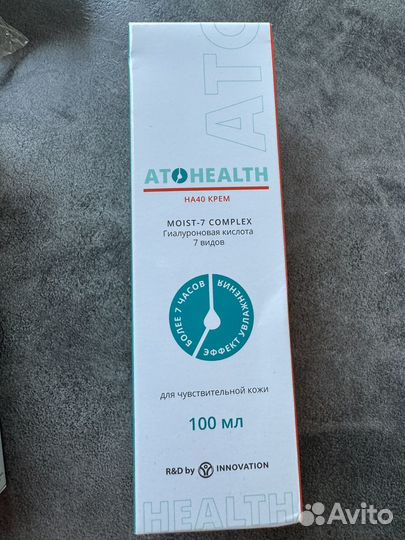 ATO
ATOHEALTH
HA40 КРЕМ
MOIST-7 COMPLEX
Гиалуроновая кислота
7 видов
БОЛЕЕ 7 ЧАСОВ
ЭФФЕКТ УВЛАЖНЕНИЯ
для чувствительной кожи
100 мл
R&D by INNOVATION
HEALTH
Avito